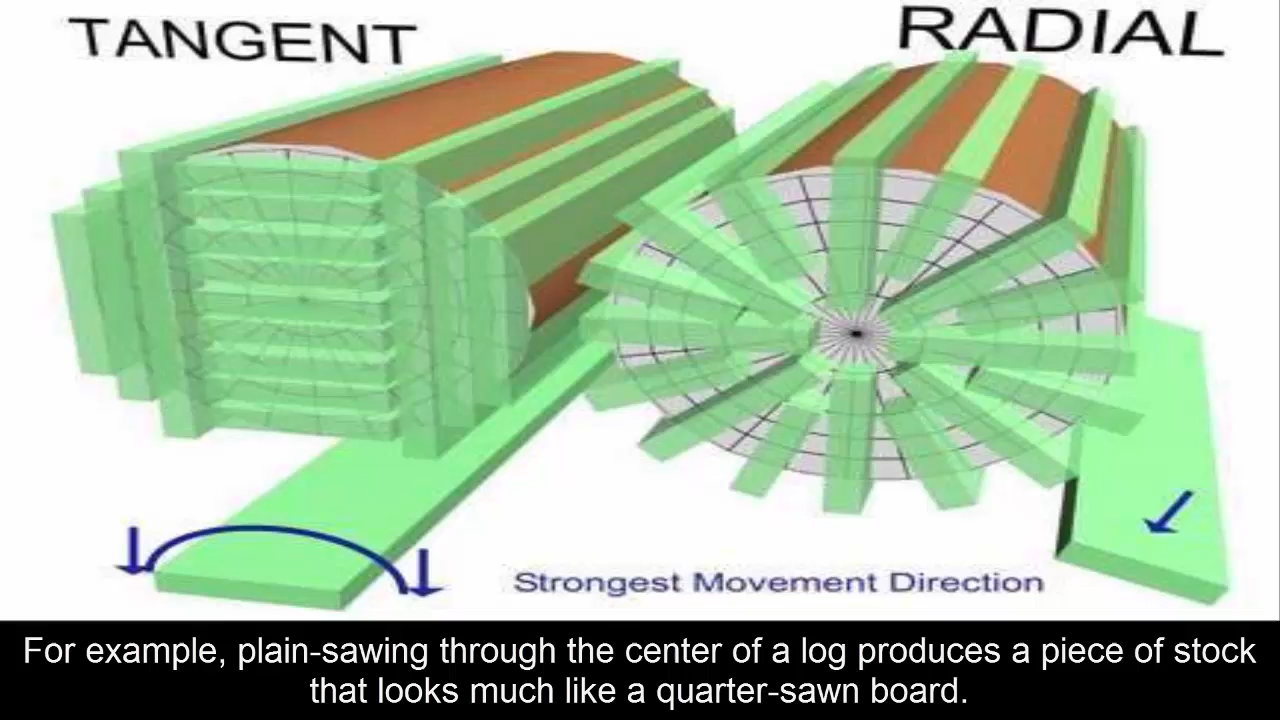 TANGENT
RADIAL
Strongest Movement Direction
For example, plain-sawing through the center of a log produces a piece of stock
that looks much like a quarter-sawn board.